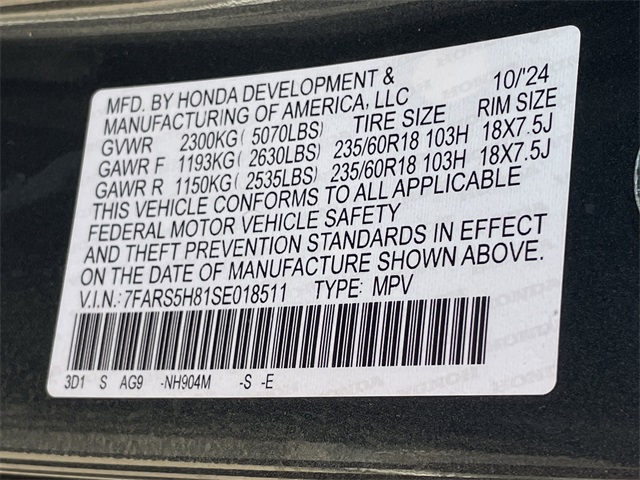 MFD. BY HONDA DEVELOPMENT & 10/'24
MANUFACTURING OF AMERICA, LLC
GVWR 2300KG( 5070LBS) TIRE SIZE RIM SIZE
GAWR F 1193KG( 2630LBS) 235/60R18 103H 18X7.5J
GAWR R 1150KG( 2535LBS) 235/60R18 103H 18X7.5J
THIS VEHICLE CONFORMS TO ALL APPLICABLE
FEDERAL MOTOR VEHICLE SAFETY
AND THEFT PREVENTION STANDARDS IN EFFECT
ON THE DATE OF MANUFACTURE SHOWN ABOVE.
V.I.N.:7FARS5H81SE018511 TYPE: MPV
3D1 S AG9 -NH904M -S -E